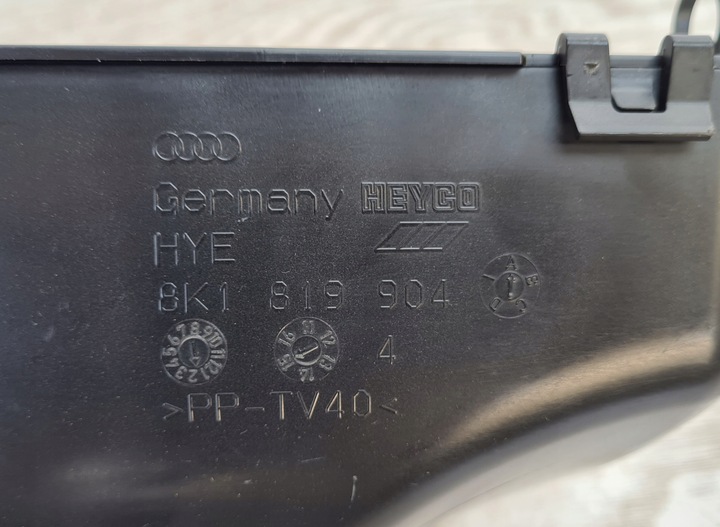 Germany HEYCO
HYE
8K1 819 904
4
>PP-TV40<